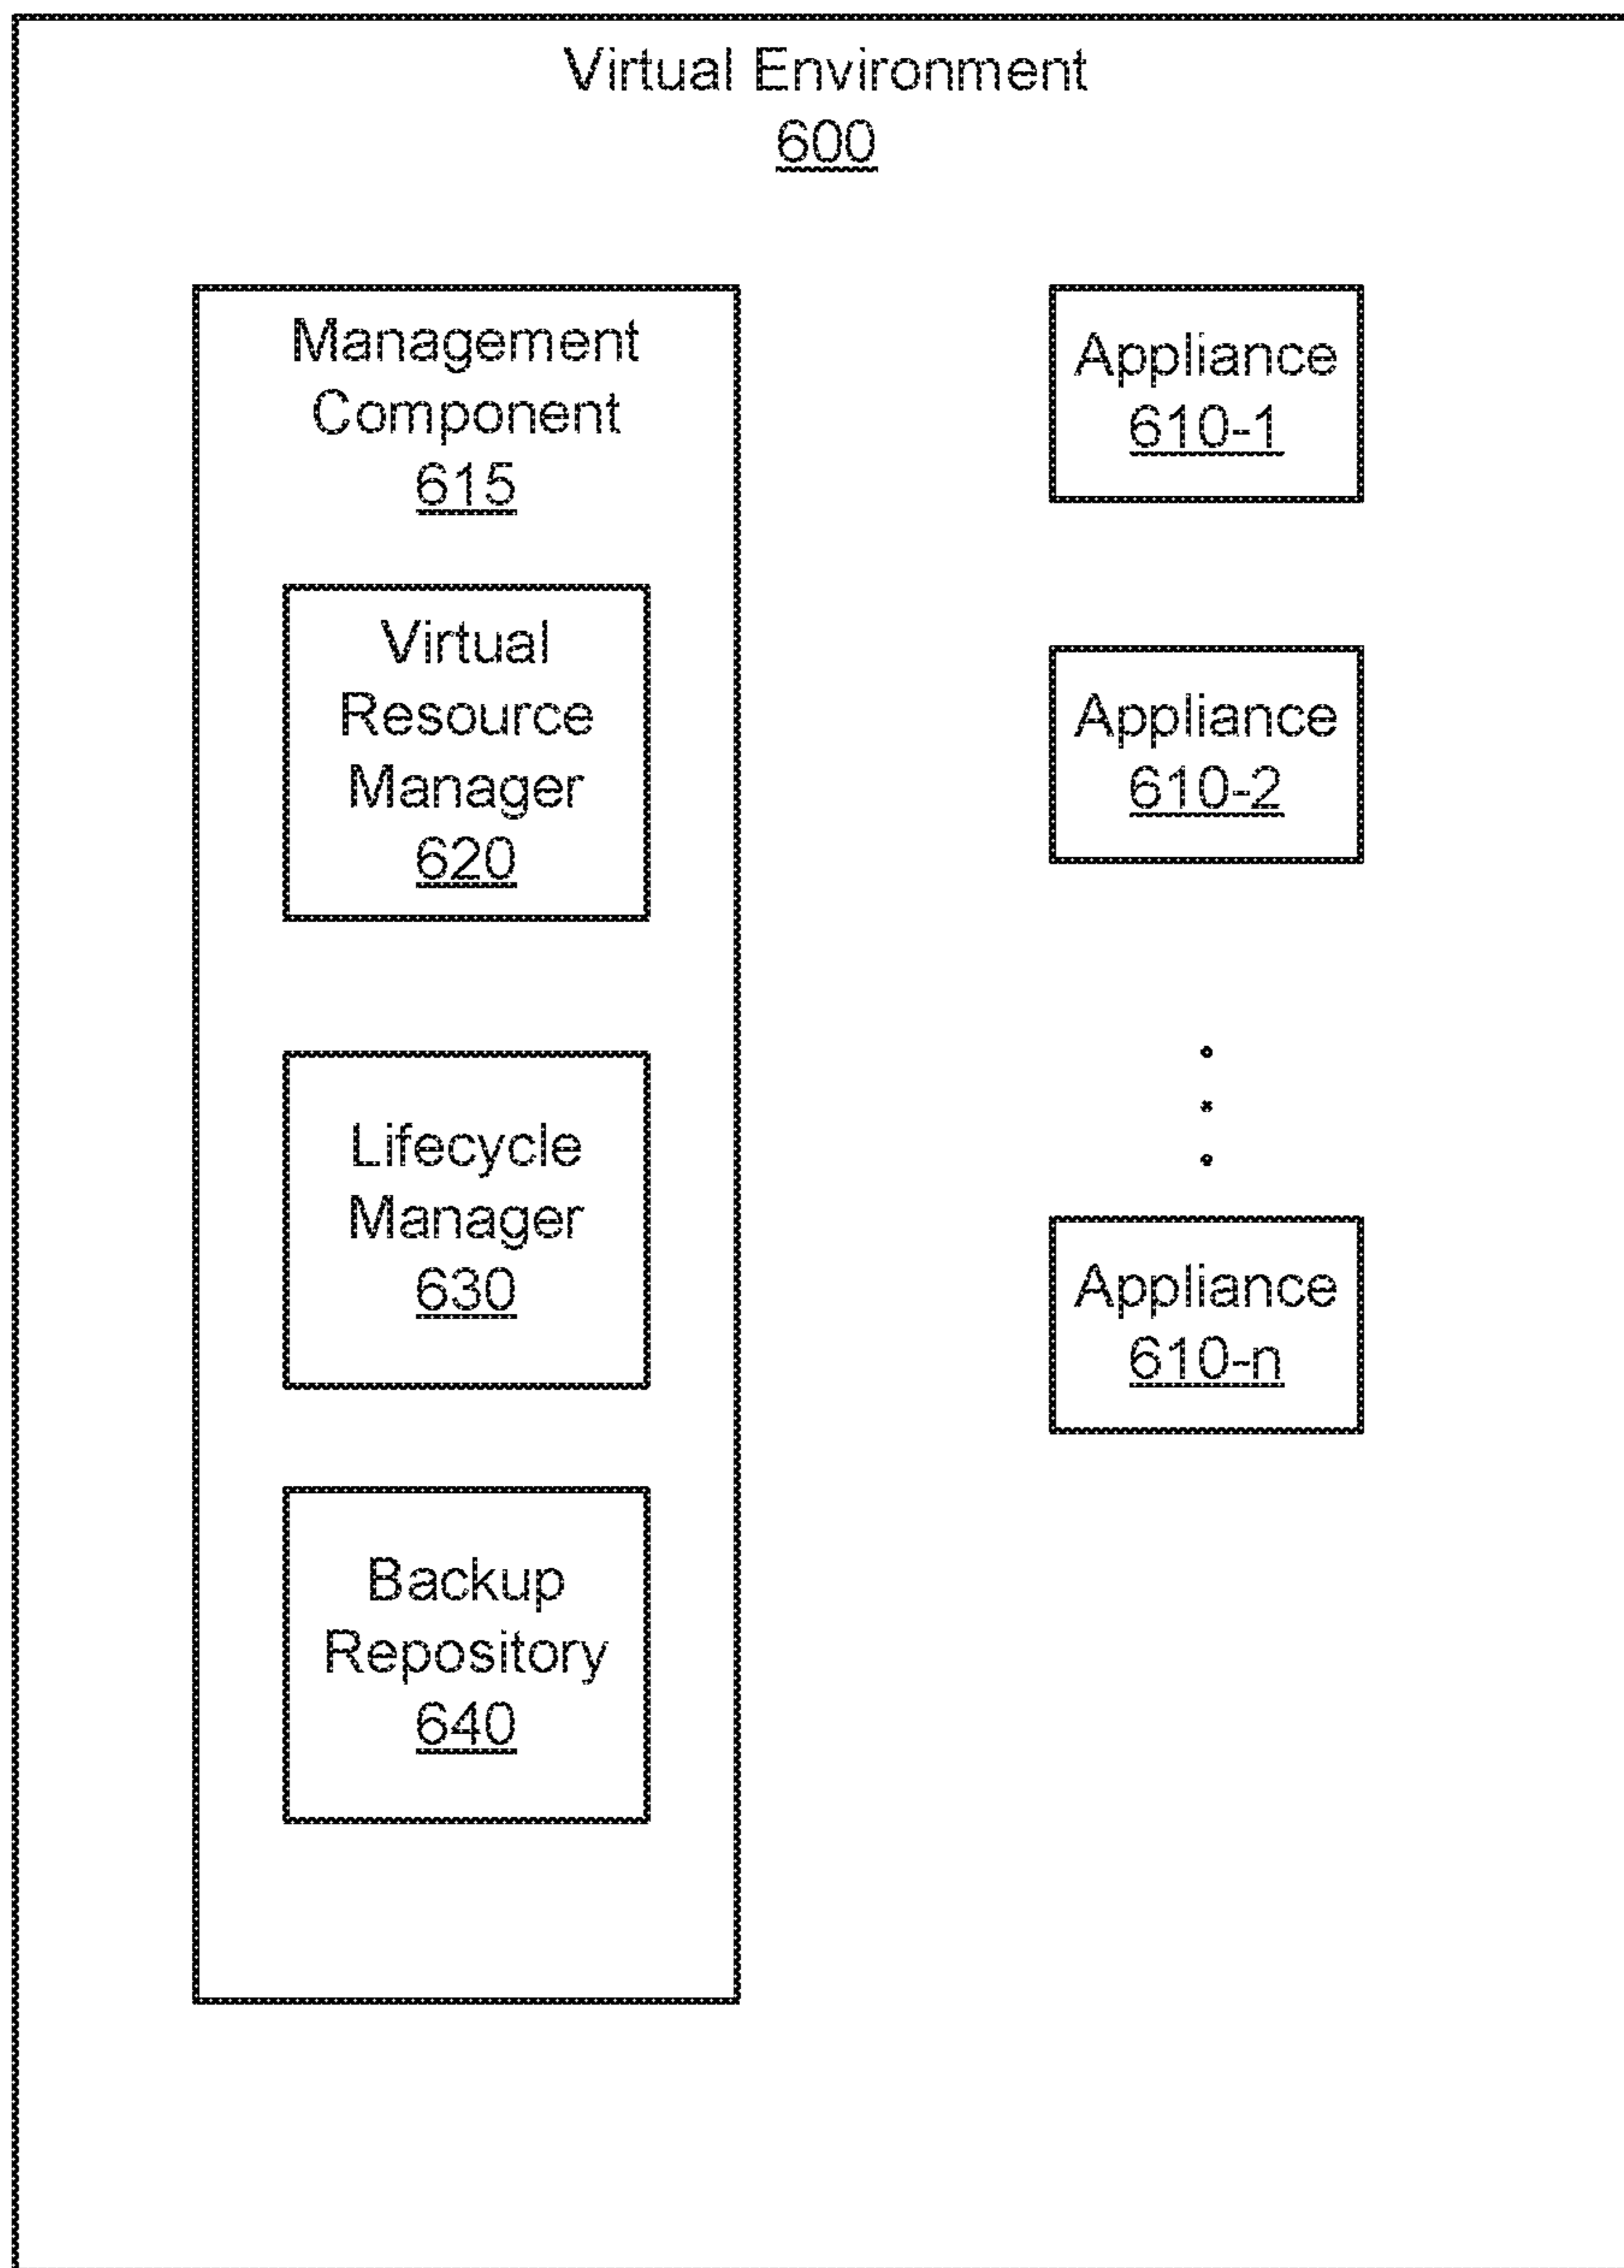 Virtual Environment
600
Management
Component
615
Virtual
Resource
Manager
620
Lifecycle
Manager
630
Backup
Repository
640
Appliance
610-1
Appliance
610-2
Appliance
610-n